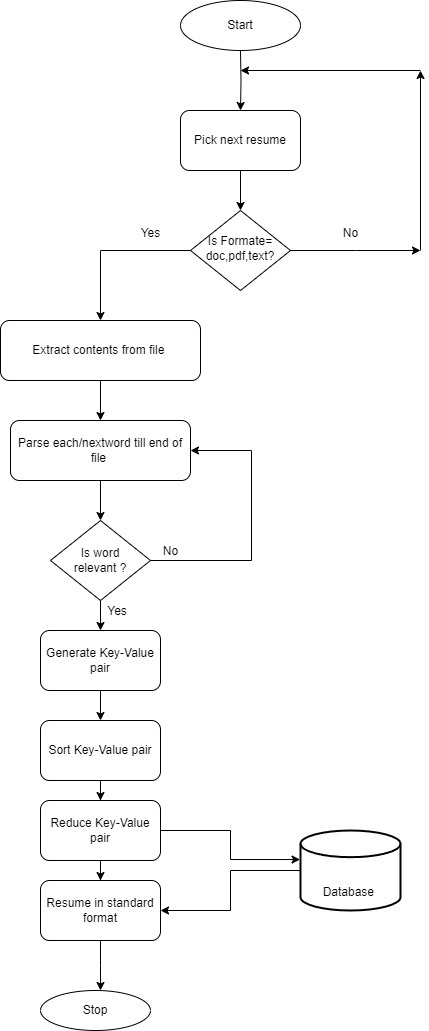 Start
Pick next resume
Is Formate=
doc,pdf,text?
Yes
No
Extract contents from file
Parse each/nextword till end of
file
Is word
relevant ?
No
Yes
Generate Key-Value
pair
Sort Key-Value pair
Reduce Key-Value
pair
Database
Resume in standard
format
Stop